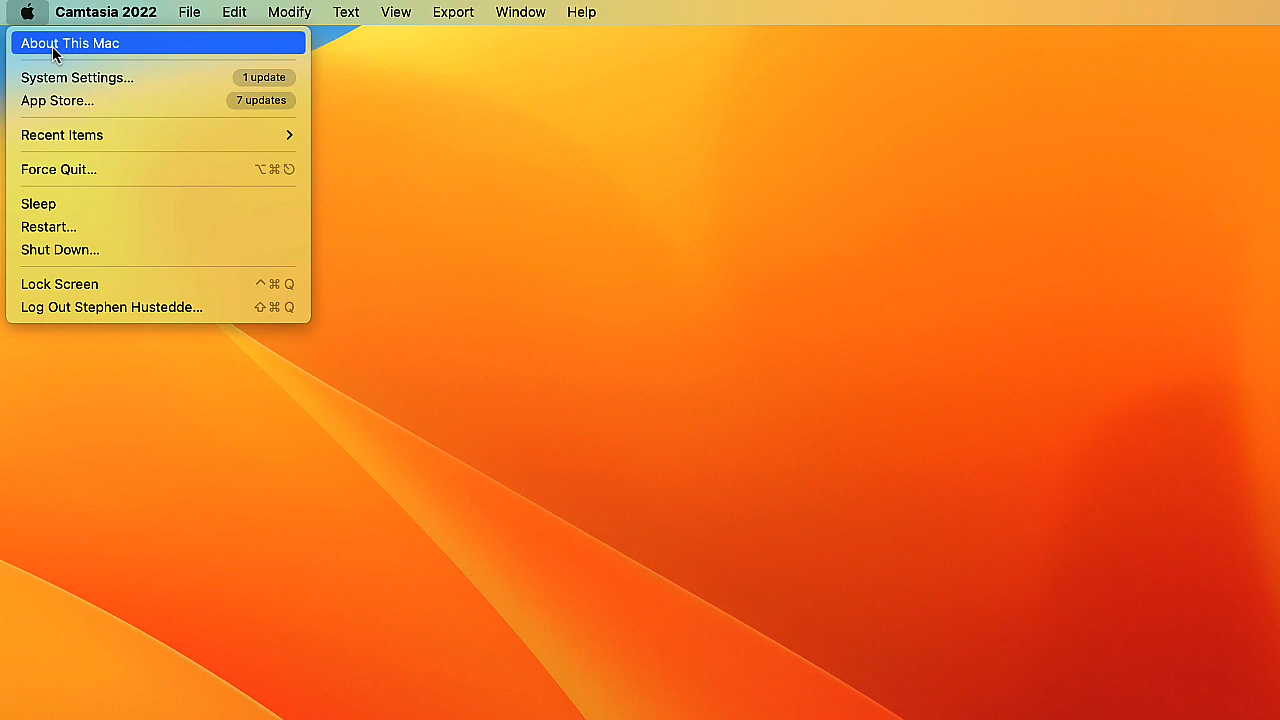 Camtasia 2022 File Edit Modify Text View Export Window Help
About This Mac
System Settings... 1 update
App Store... 7 updates
Recent Items
Force Quit... ⌥⌘⎋
Sleep
Restart...
Shut Down...
Lock Screen ^⌘Q
Log Out Stephen Hustedde... ⇧⌘Q